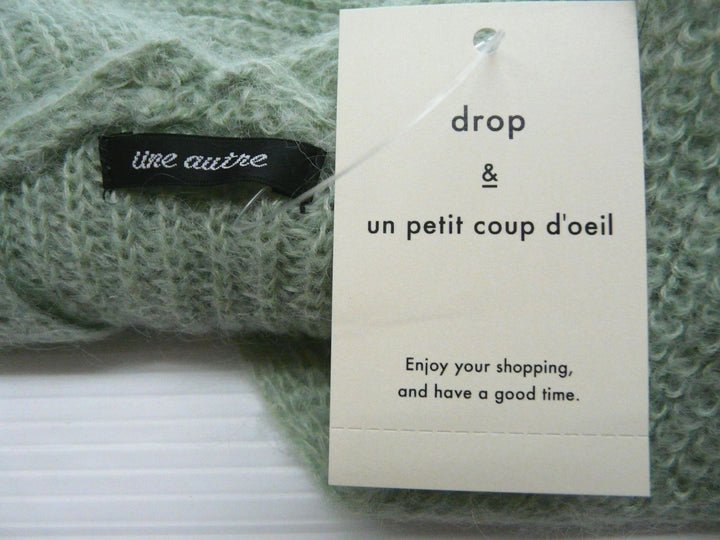 une autre
drop
&
un petit coup d'oeil
Enjoy your shopping,
and have a good time.